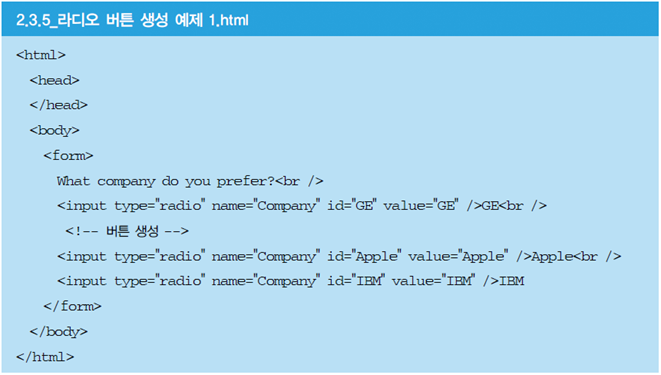 2.3.5_라디오 버튼 생성 예제 1.html
<html>
<head>
</head>
<body>
<form>
What company do you prefer?<br />
<input type="radio" name="Company" id="GE" value="GE" />GE<br />
<!-- 버튼 생성 -->
<input type="radio" name="Company" id="Apple" value="Apple" />Apple<br />
<input type="radio" name="Company" id="IBM" value="IBM" />IBM
</form>
</body>
</html>